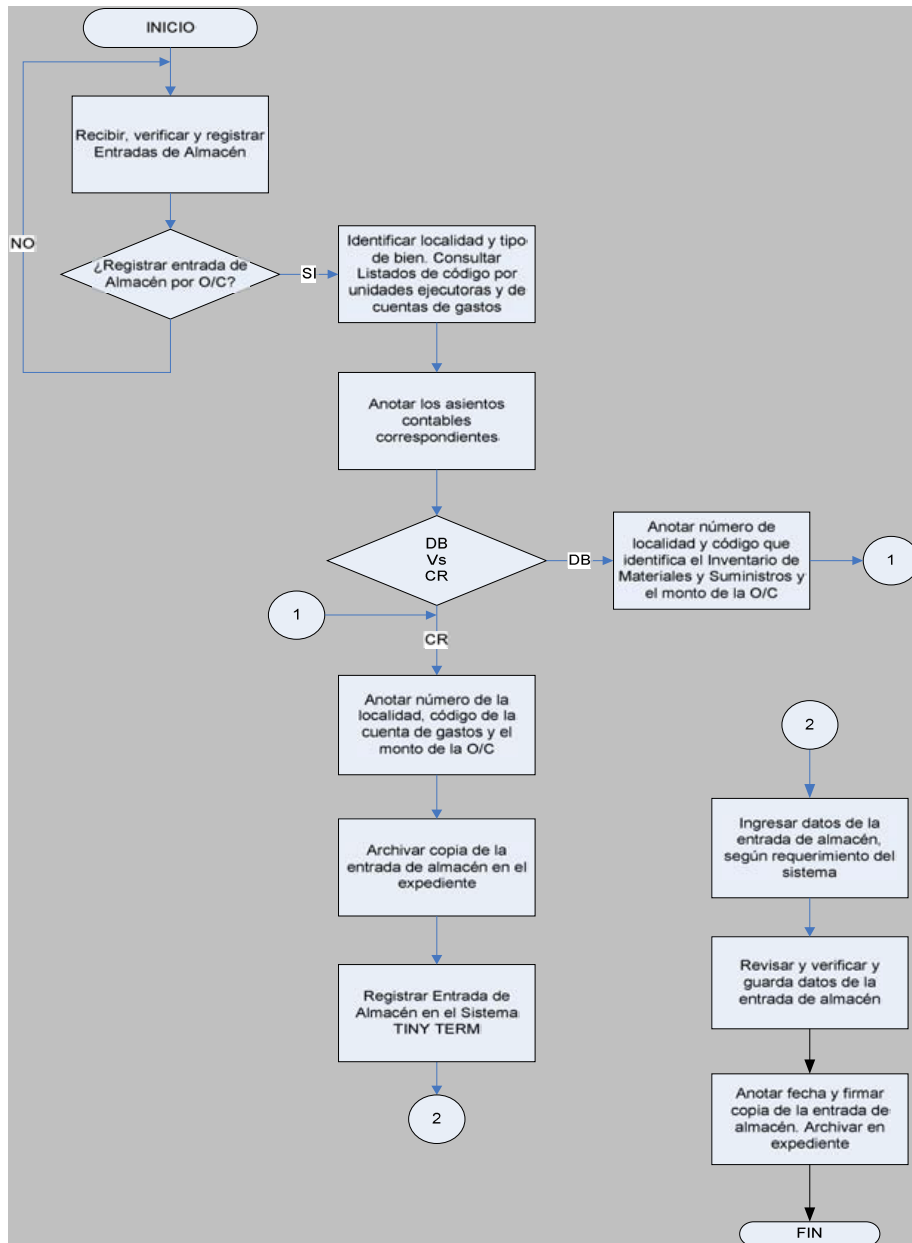 INICIO
Recibir, verificar y registrar
Entradas de Almacén
NO
¿Registrar entrada de
Almacén por O/C?
SI
Identificar localidad y tipo
de bien. Consultar
Listados de código por
unidades ejecutoras y de
cuentas de gastos
Anotar los asientos
contables
correspondientes
DB
Vs
CR
DB
Anotar número de
localidad y código que
identifica el Inventario de
Materiales y Suministros y
el monto de la O/C
1
1
CR
Anotar número de la
localidad, código de la
cuenta de gastos y el
monto de la O/C
Archivar copia de la
entrada de almacén en el
expediente
Registrar Entrada de
Almacén en el Sistema
TINY TERM
2
2
Ingresar datos de la
entrada de almacén,
según requerimiento del
sistema
Revisar y verificar y
guarda datos de la
entrada de almacén
Anotar fecha y firmar
copia de la entrada de
almacén. Archivar en
expediente
FIN